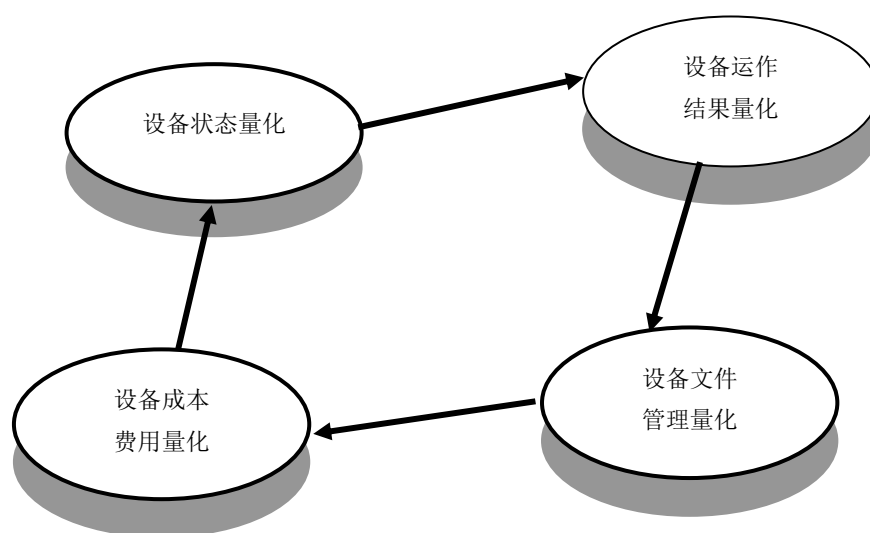 设备状态量化
设备运作
结果量化
设备文件
管理量化
设备成本
费用量化